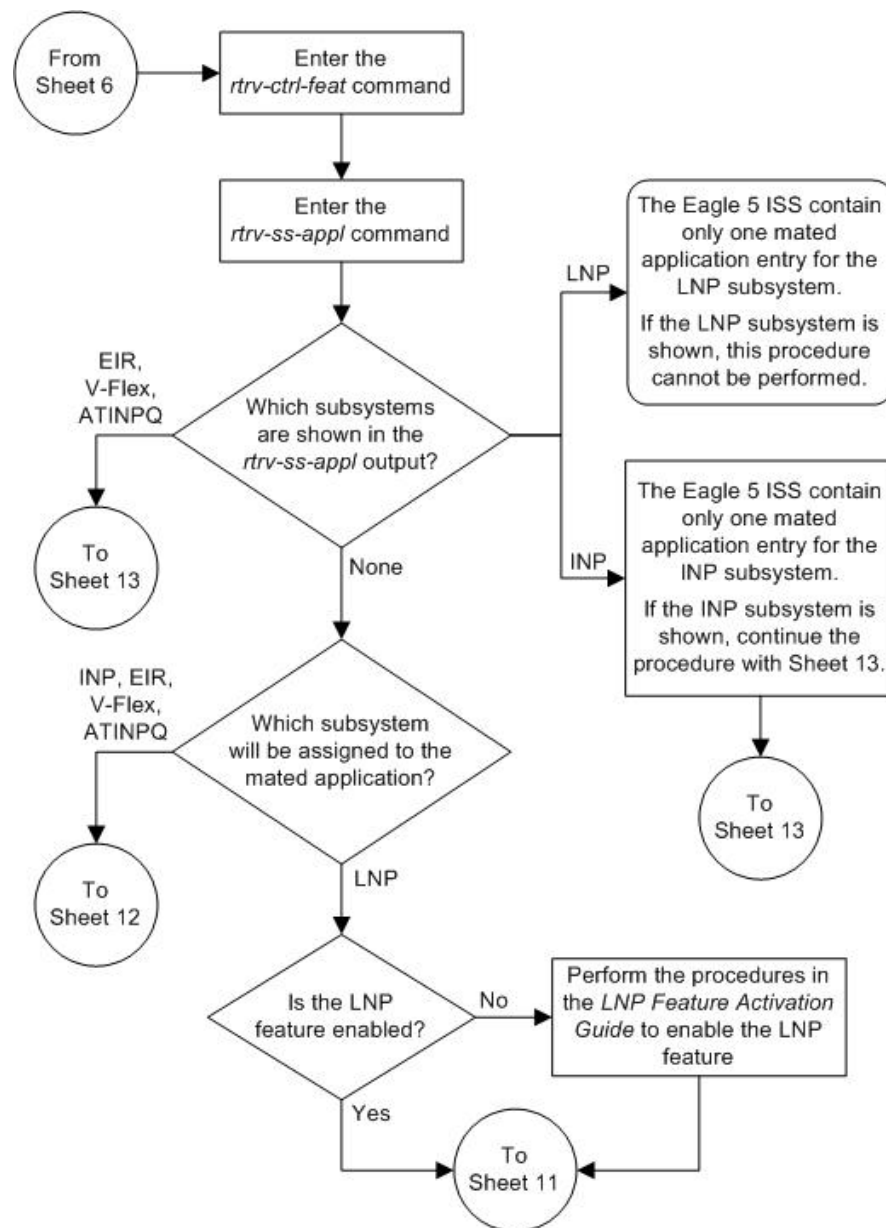 From
Sheet 6
Enter the
rtrv-ctrl-feat command
Enter the
rtrv-ss-appl command
The Eagle 5 ISS contain
only one mated
application entry for the
LNP subsystem.
If the LNP subsystem is
shown, this procedure
cannot be performed.
LNP
EIR,
V-Flex,
ATINPQ
Which subsystems
are shown in the
rtrv-ss-appl output?
The Eagle 5 ISS contain
only one mated
application entry for the
INP subsystem.
If the INP subsystem is
shown, continue the
procedure with Sheet 13.
INP
To
Sheet 13
None
INP, EIR,
V-Flex,
ATINPQ
Which subsystem
will be assigned to the
mated application?
To
Sheet 13
To
Sheet 12
LNP
Is the LNP
feature enabled?
No
Perform the procedures in
the LNP Feature Activation
Guide to enable the LNP
feature
Yes
To
Sheet 11